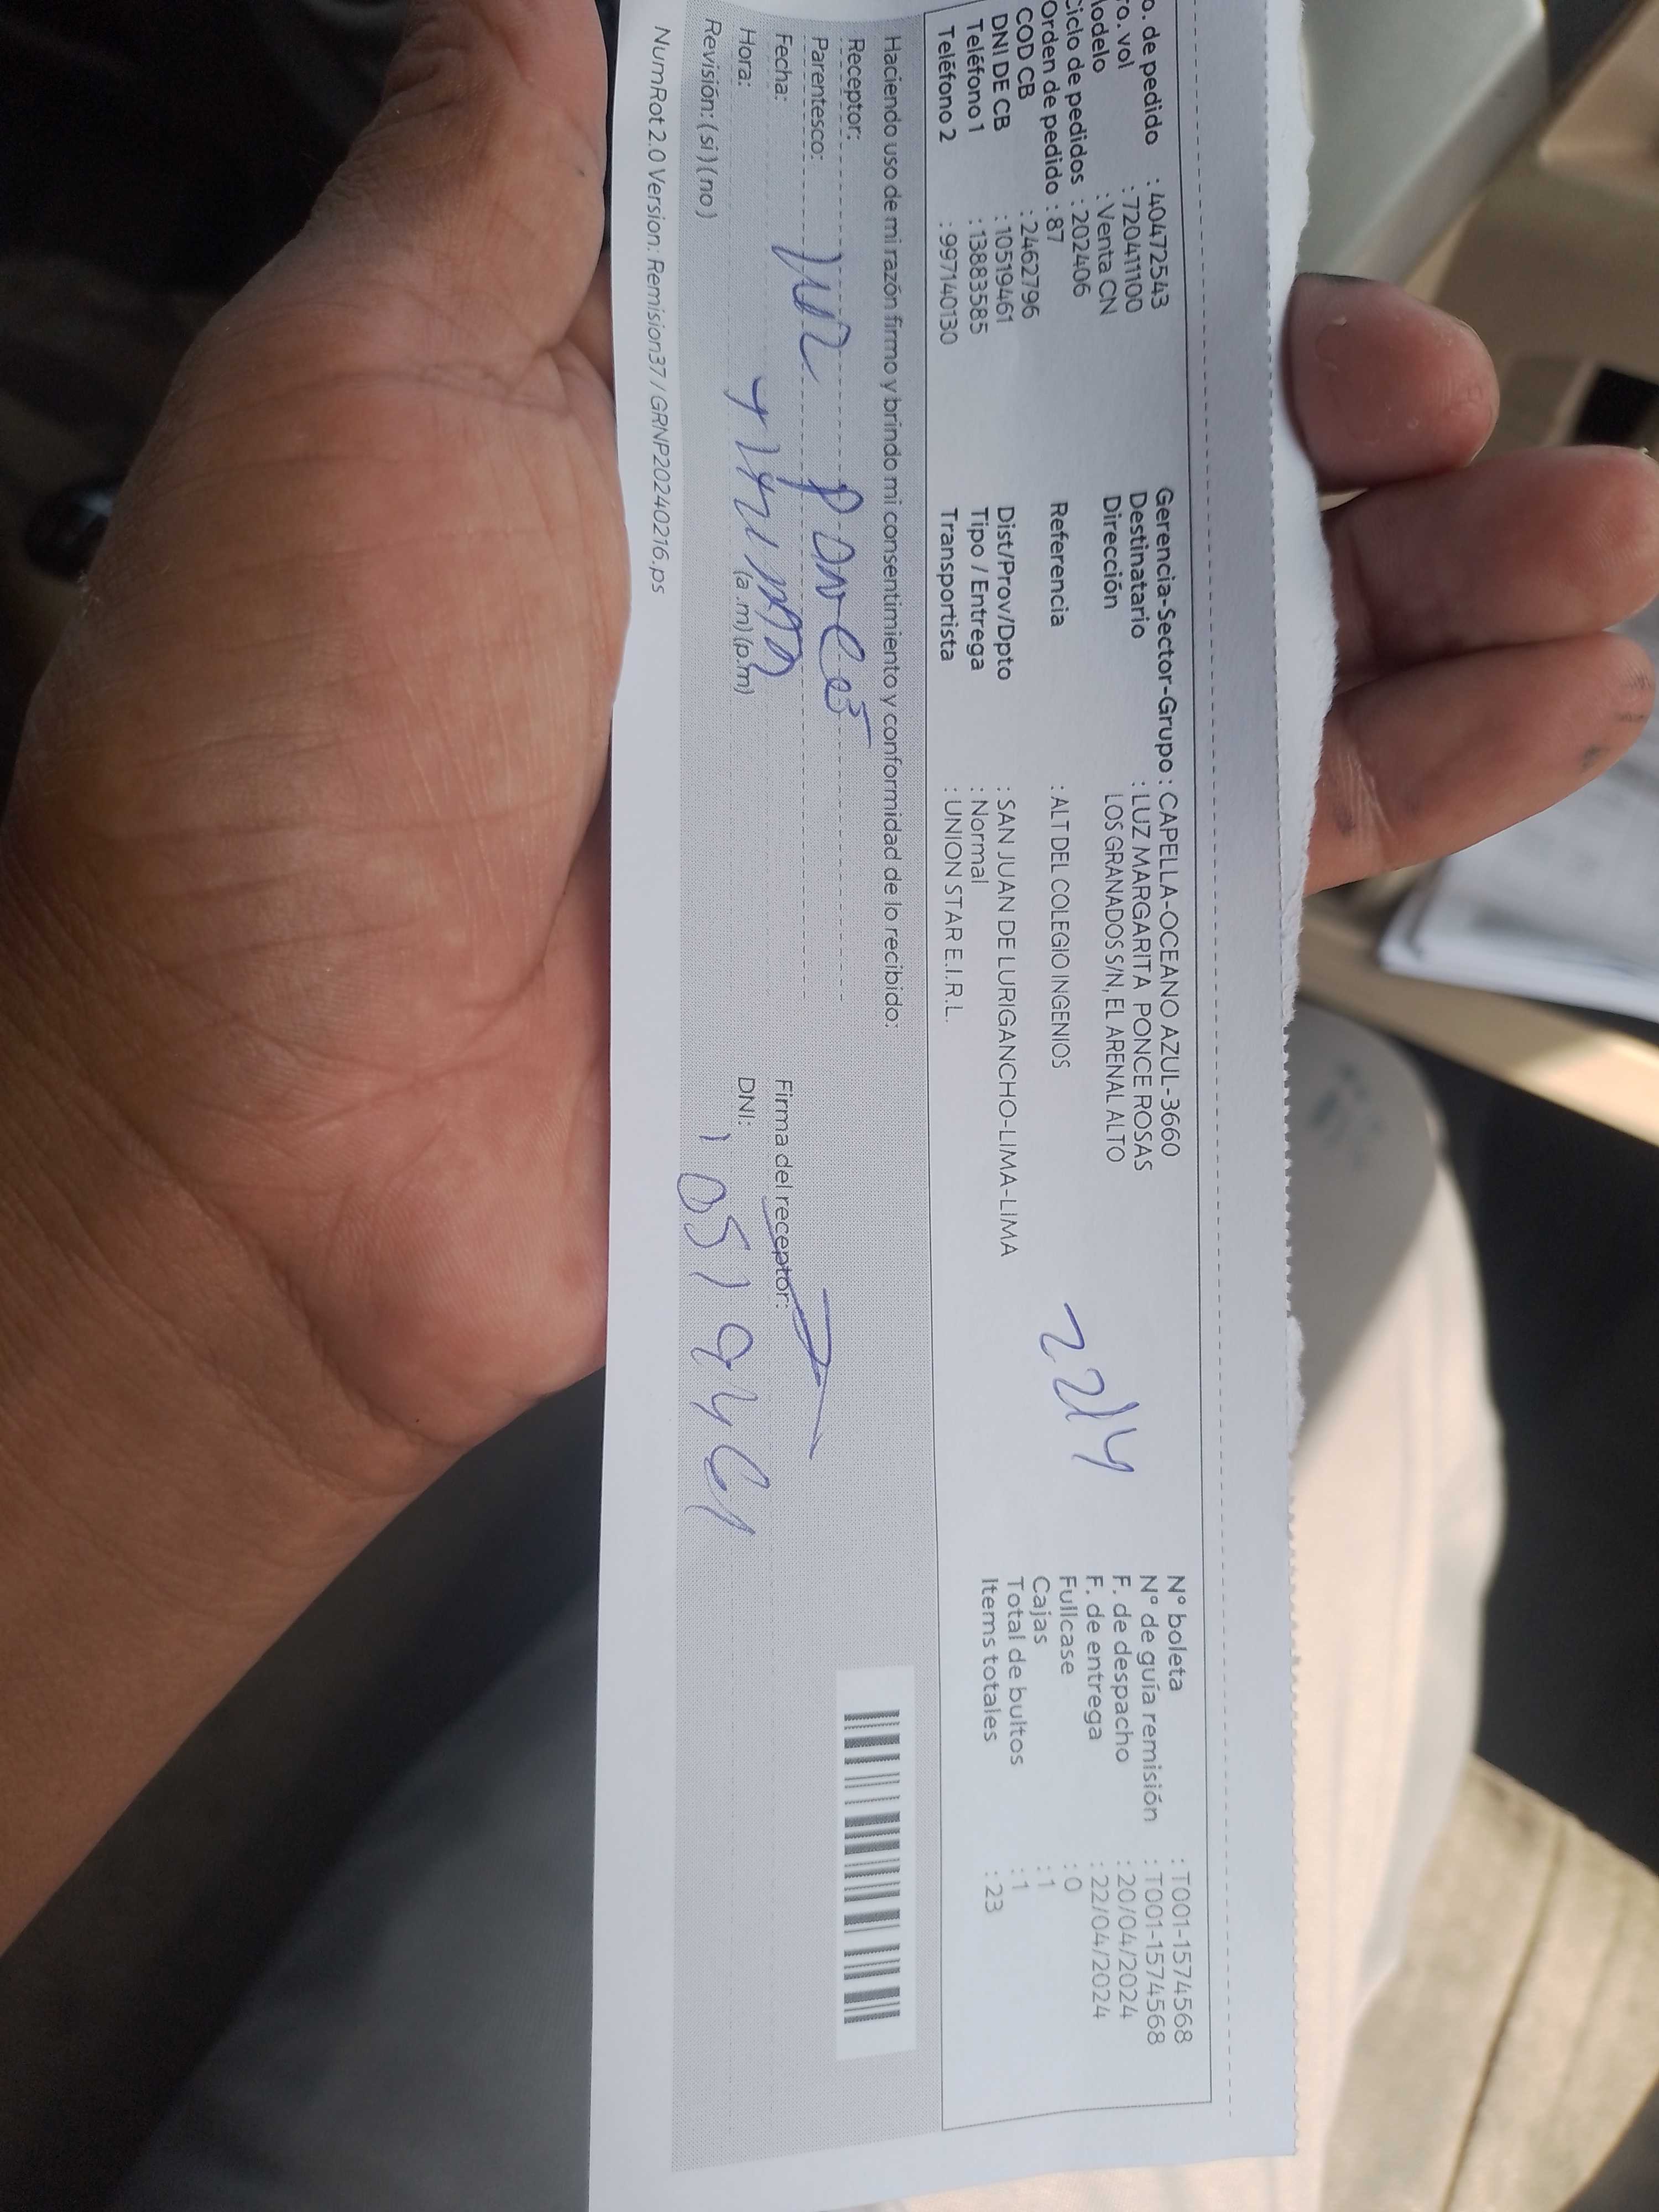 o. de pedido : 40472543
ro. vol : 720411100
odelo : Venta CN
Ciclo de pedidos : 202406
Orden de pedido : 87
COD CB : 2462796
DNI DE CB : 10519461
Teléfono1 : 13883585
Teléfono 2 : 997140130
Gerencia-Sector-Grupo : CAPELLA-OCEANO AZUL-3660
Destinatario : LUZ MARGARITA PONCE ROSAS
Dirección LOS GRANADOS S/N, EL ARENAL ALTO
Referencia : ALT DEL COLEGIO INGENIOS
Dist/Prov/Dpto : SAN JUAN DE LURIGANCHO-LIMA-LIMA
Tipo / Entrega : Normal
Transportista : UNION STAR E.I.R.L.
Nº boleta : T001-1574568
Nº de guía remisión : T001-1574568
F. de despacho : 20/04/2024
F. de entrega : 22/04/2024
Fullcase : 0
Cajas : 1
Total de bultos : 1
Items totales : 23
Haciendo uso de mi razón firmo y brindo mi consentimiento y conformidad de lo recibido:
Receptor:
Parentesco:
Fecha:
Hora: (a.m) (p.m)
Revisión: (si) (no)
Firma del receptor:
DNI: 10519461
NumRot 2.0 Version: Remision37 / GRNP20240216.ps